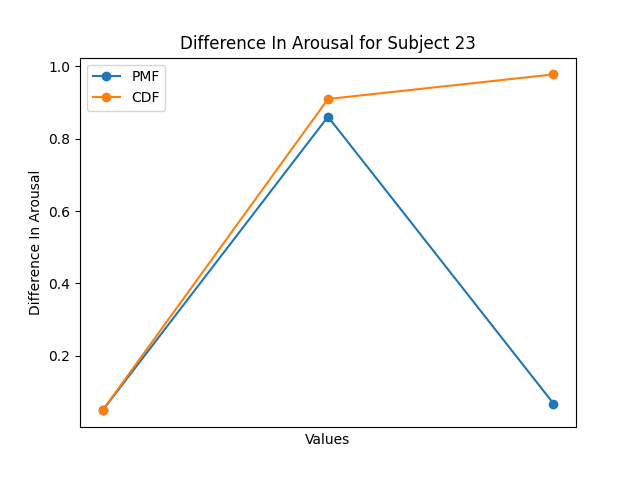 Difference In Arousal for Subject 23
PMF
CDF
1.0
0.8
0.6
0.4
0.2
Difference In Arousal
Values